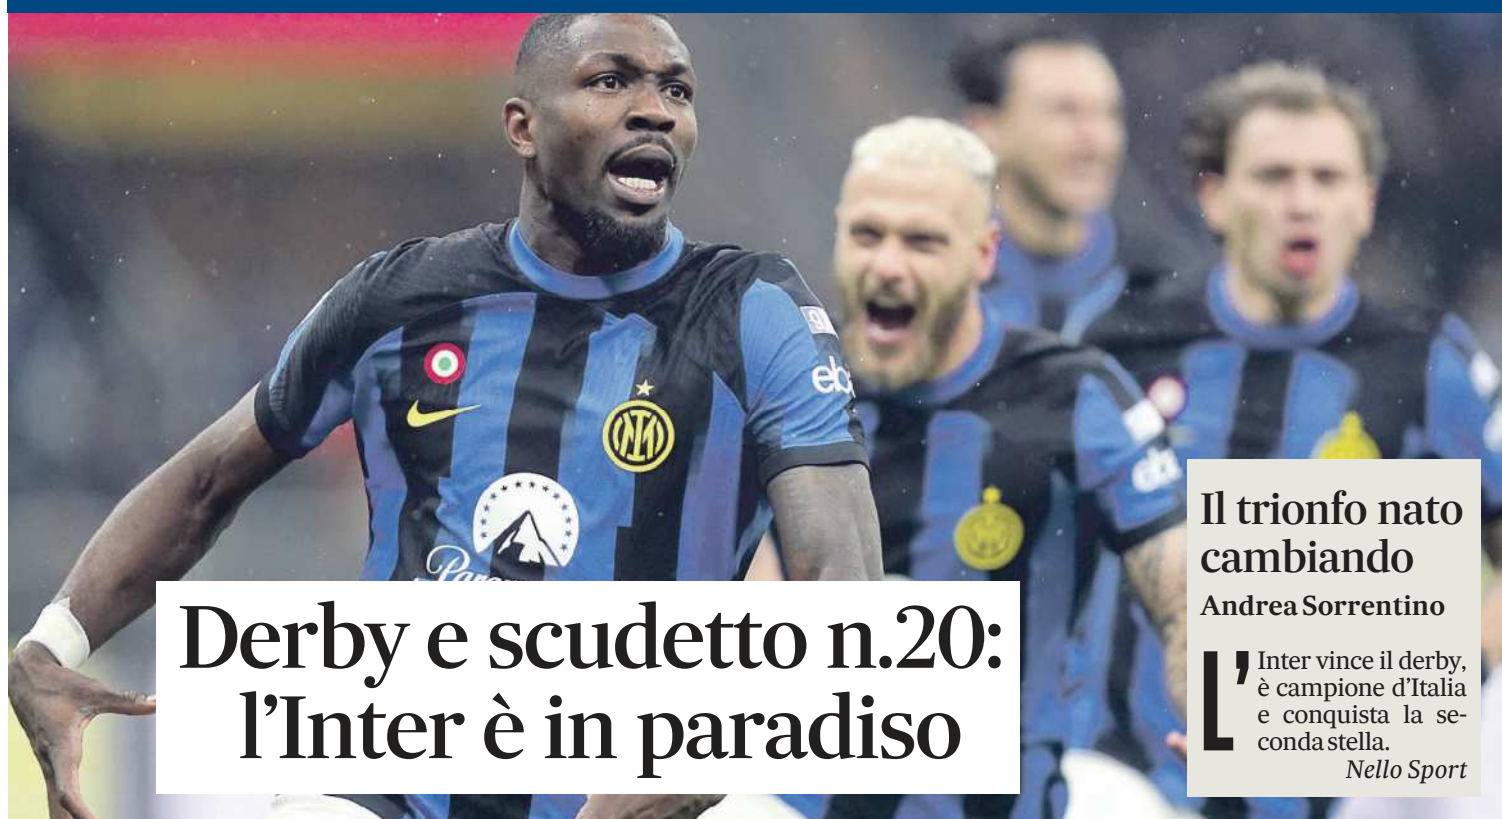 Derby e scudetto n.20:
l’Inter è in paradiso
Il trionfo nato
cambiando
Andrea Sorrentino
L’Inter vince il derby,
è campione d’Italia
e conquista la se-
conda stella.
Nello Sport